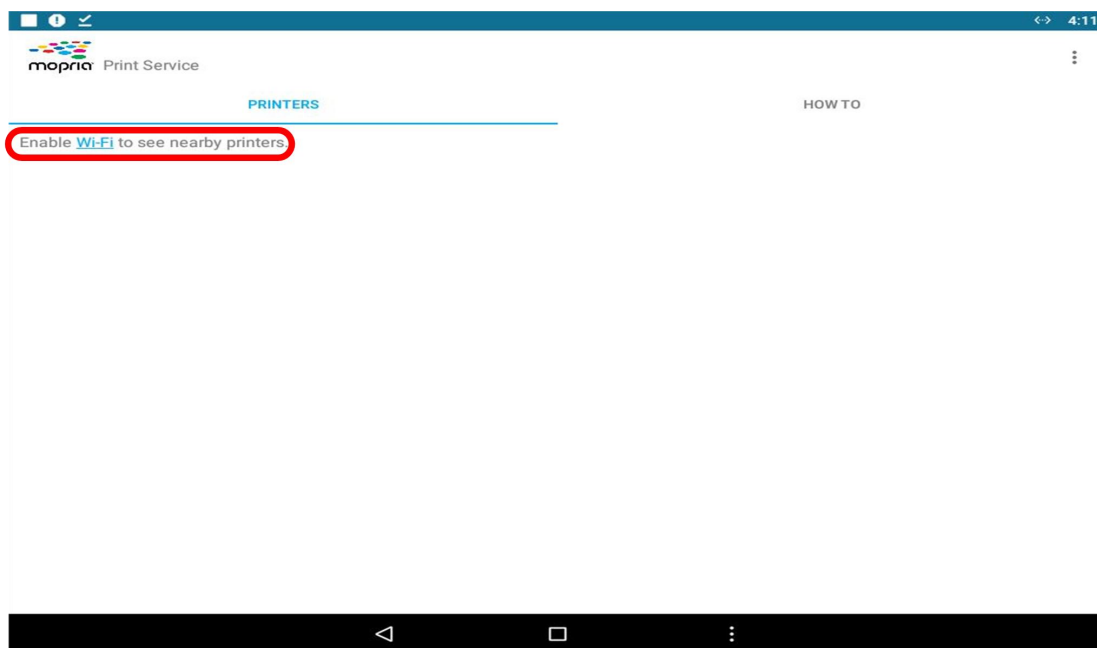 4:11
mopria Print Service
PRINTERS HOW TO
Enable Wi-Fi to see nearby printers.